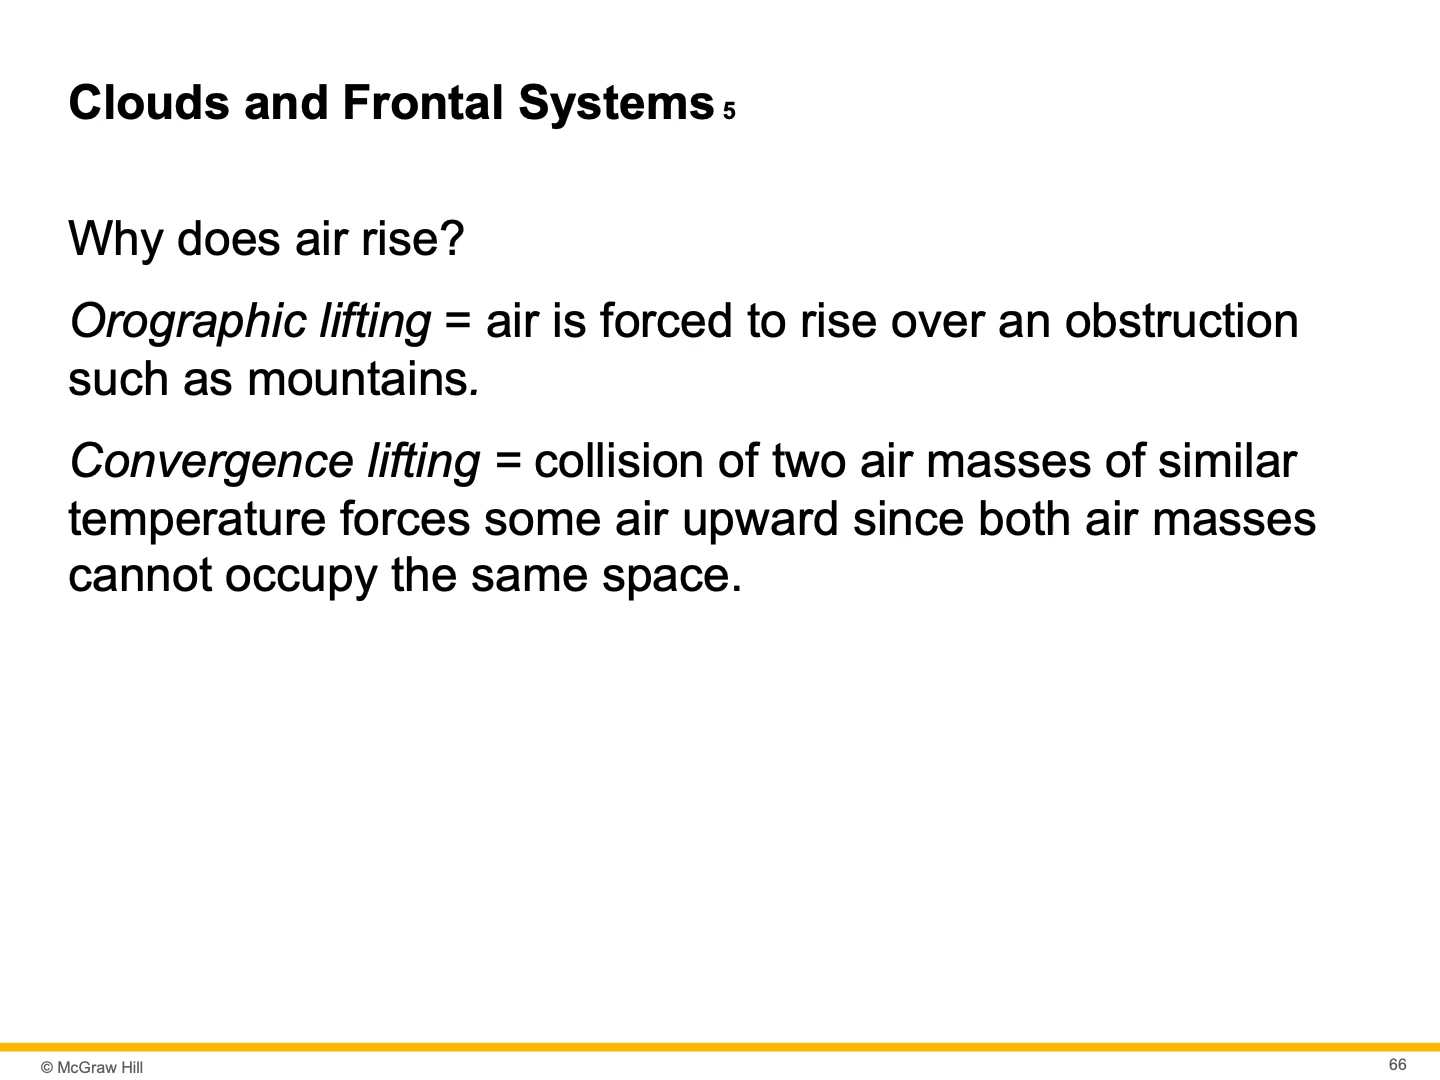 Clouds and Frontal Systems 5
Why does air rise?
Orographic lifting = air is forced to rise over an obstruction
such as mountains.
Convergence lifting = collision of two air masses of similar
temperature forces some air upward since both air masses
cannot occupy the same space.
© McGraw Hill
66